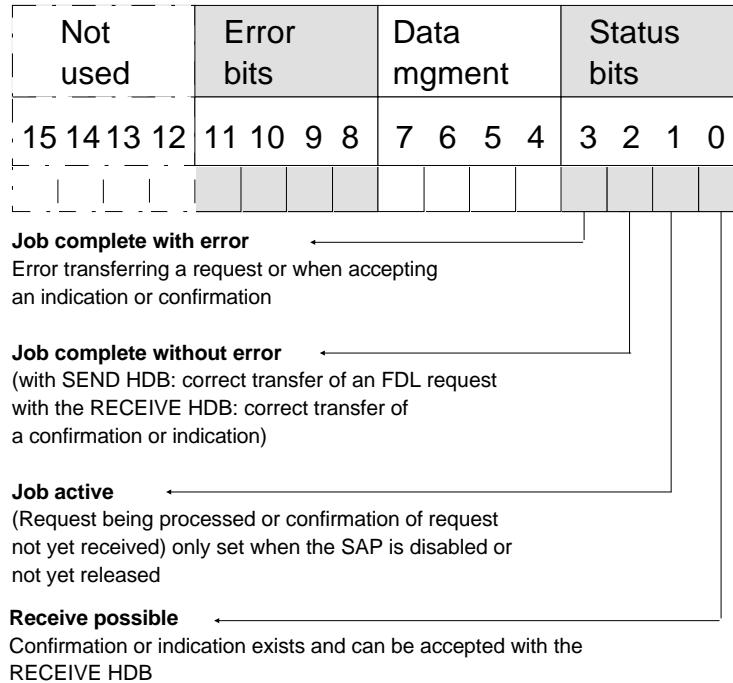 Not used
Error bits
Data mgment
Status bits
15 14 13 12 11 10 9 8 7 6 5 4 3 2 1 0
Job complete with error
Error transferring a request or when accepting
an indication or confirmation
Job complete without error
(with SEND HDB: correct transfer of an FDL request
with the RECEIVE HDB: correct transfer of
a confirmation or indication)
Job active
(Request being processed or confirmation of request
not yet received) only set when the SAP is disabled or
not yet released
Receive possible
Confirmation or indication exists and can be accepted with the
RECEIVE HDB